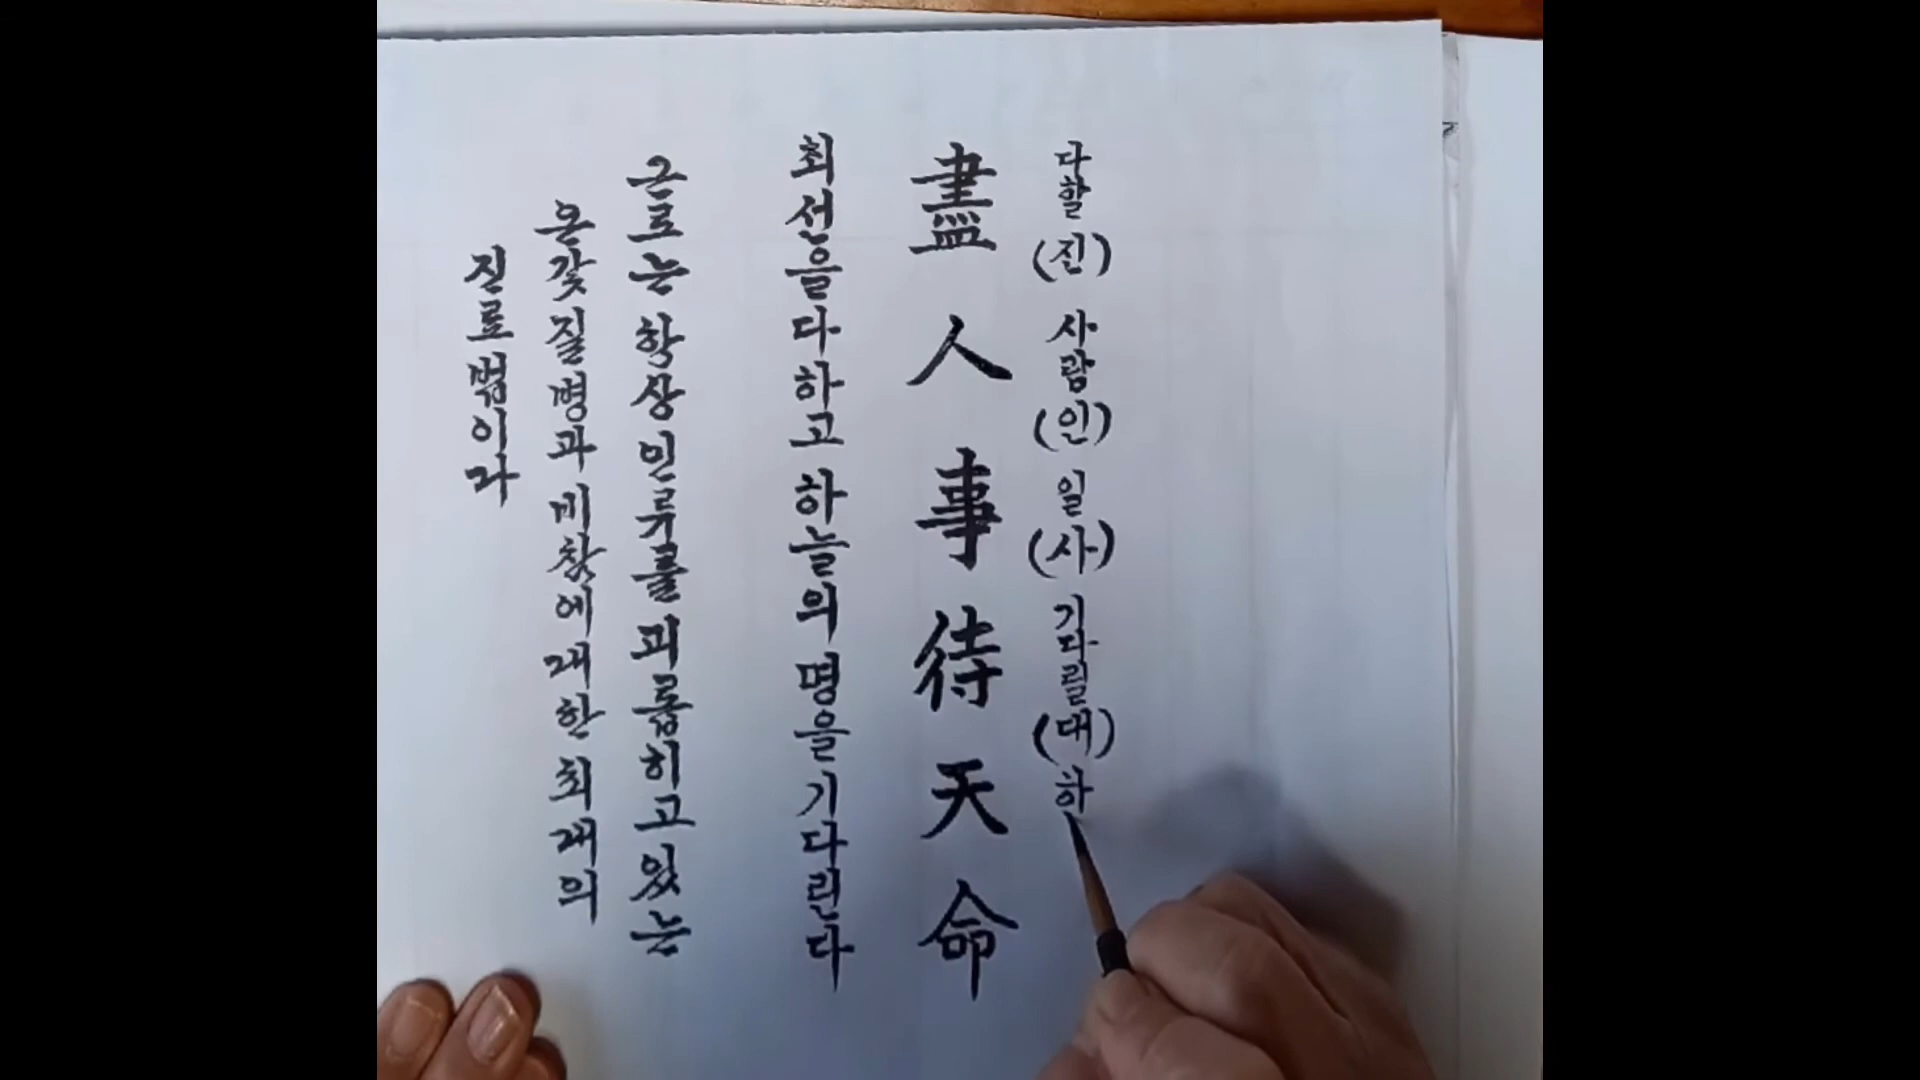 다할 (진) 사람 (인) 일 (사) 기다릴 (대) 하
盡人事待天命
최선을 다하고 하늘의 명을 기다린다
근로는 항상 인류를 괴롭히고 있는
온갖 질병과 비참에 대한 최대의
진료법이라